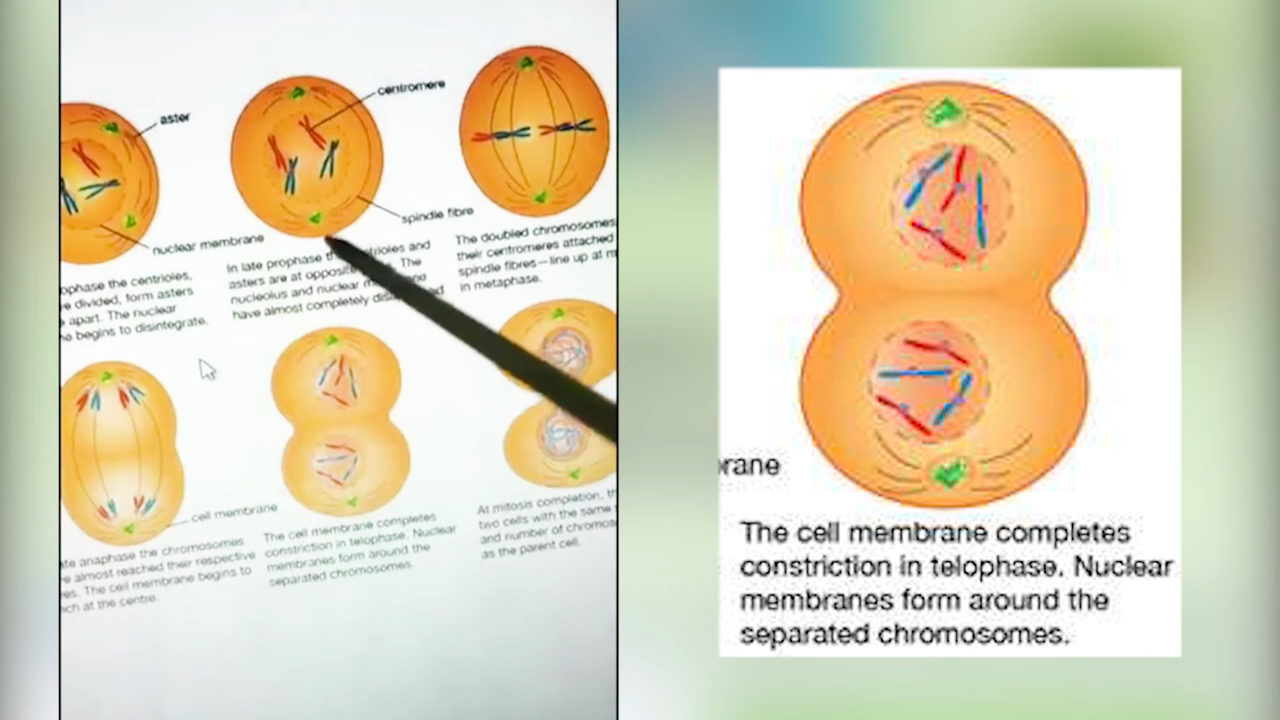 aster
centromere
nuclear membrane
spindle fibre
the centrioles,
divided, form asters
apart. The nuclear
begins to disintegrate.
In late prophase and
asters are at opposite The
nucleolus and nuclear
have almost completely
The doubled chromosomes
their centromeres attached
spindle fibres—line up at
in metaphase.
cell membrane
anaphase the chromosomes
almost reached their respective
The cell membrane begins to
at the centre.
The cell membrane completes
constriction in telophase. Nuclear
membranes form around the
separated chromosomes.
At mitosis completion,
two cells with the same
and number of
as the parent cell.
The cell membrane completes
constriction in telophase. Nuclear
membranes form around the
separated chromosomes.